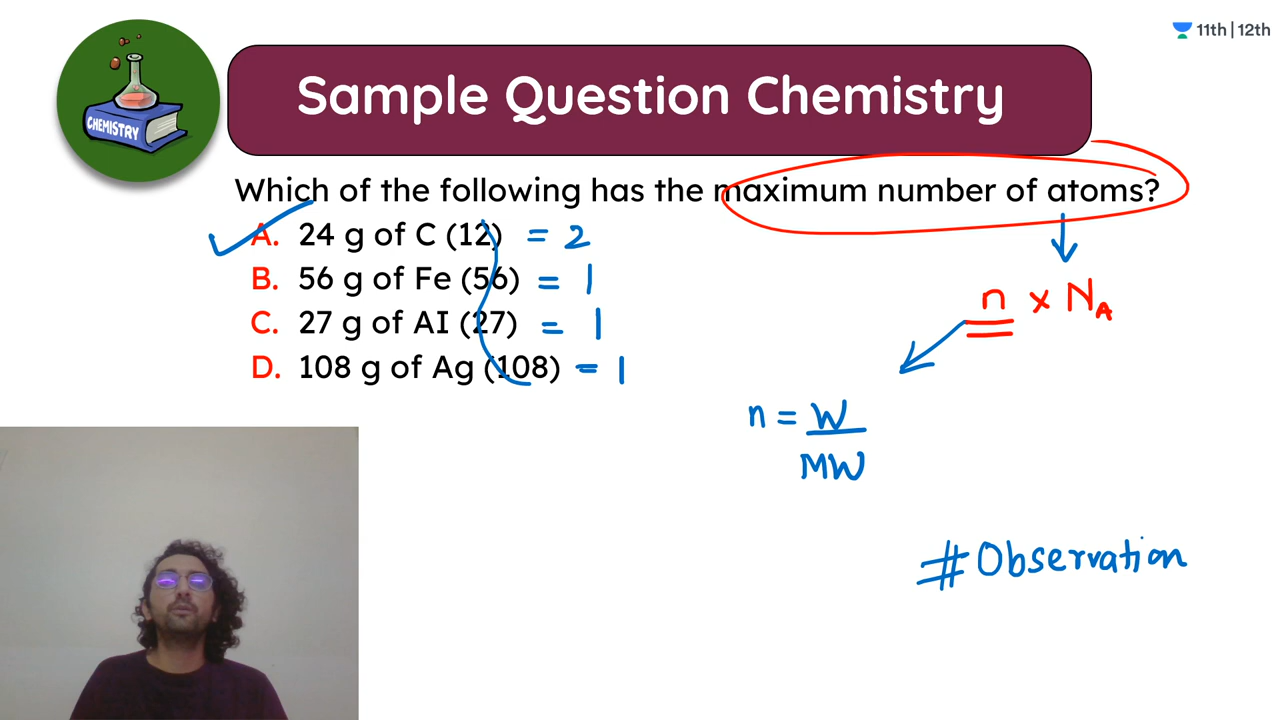 11th | 12th
CHEMISTRY
Sample Question Chemistry
Which of the following has the maximum number of atoms?
A. 24 g of C (12) = 2
B. 56 g of Fe (56) = 1
C. 27 g of AI (27) = 1
D. 108 g of Ag (108) = 1
n x NA
n = W
MW
#Observation